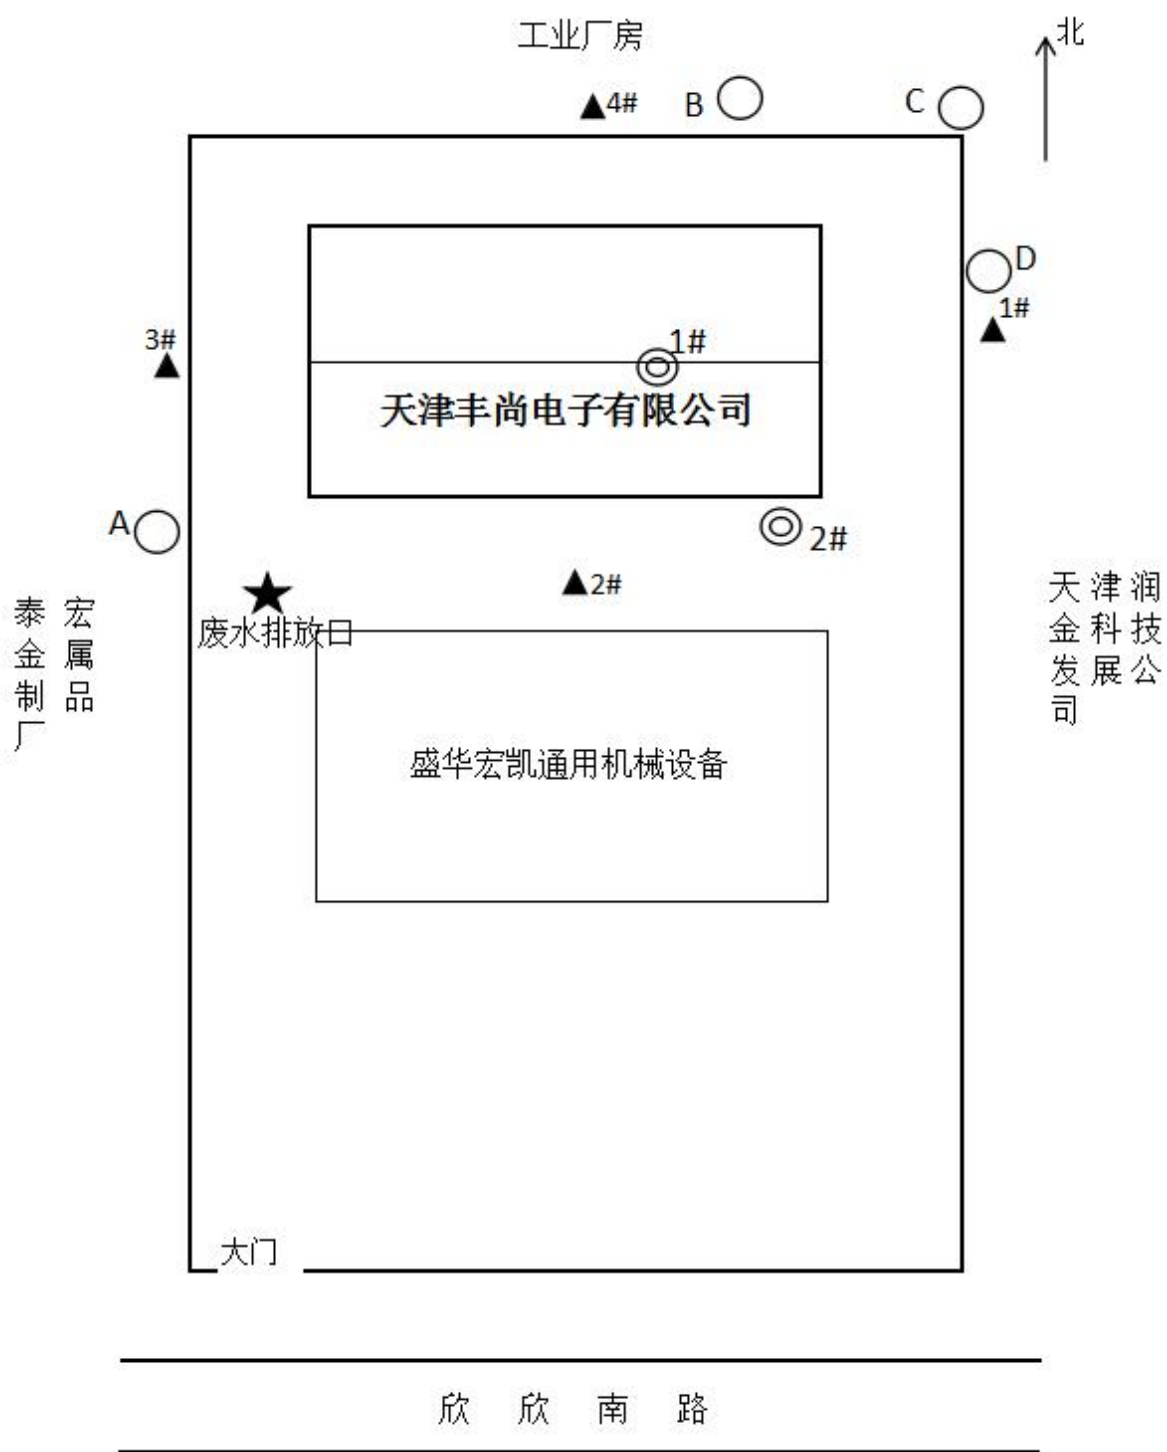 工业厂房
北
▲4#
B
C
D
1#
3#
1#
天津丰尚电子有限公司
A
2#
2#
废水排放口
泰宏
金属
制品
厂
天津润
金科技
发展公
司
盛华宏凯通用机械设备
大门
欣欣南路